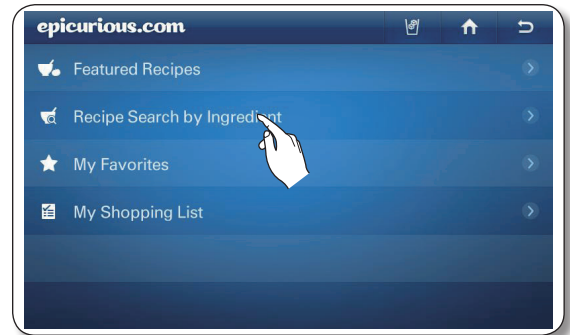 epicurious.com
Featured Recipes
Recipe Search by Ingredient
My Favorites
My Shopping List